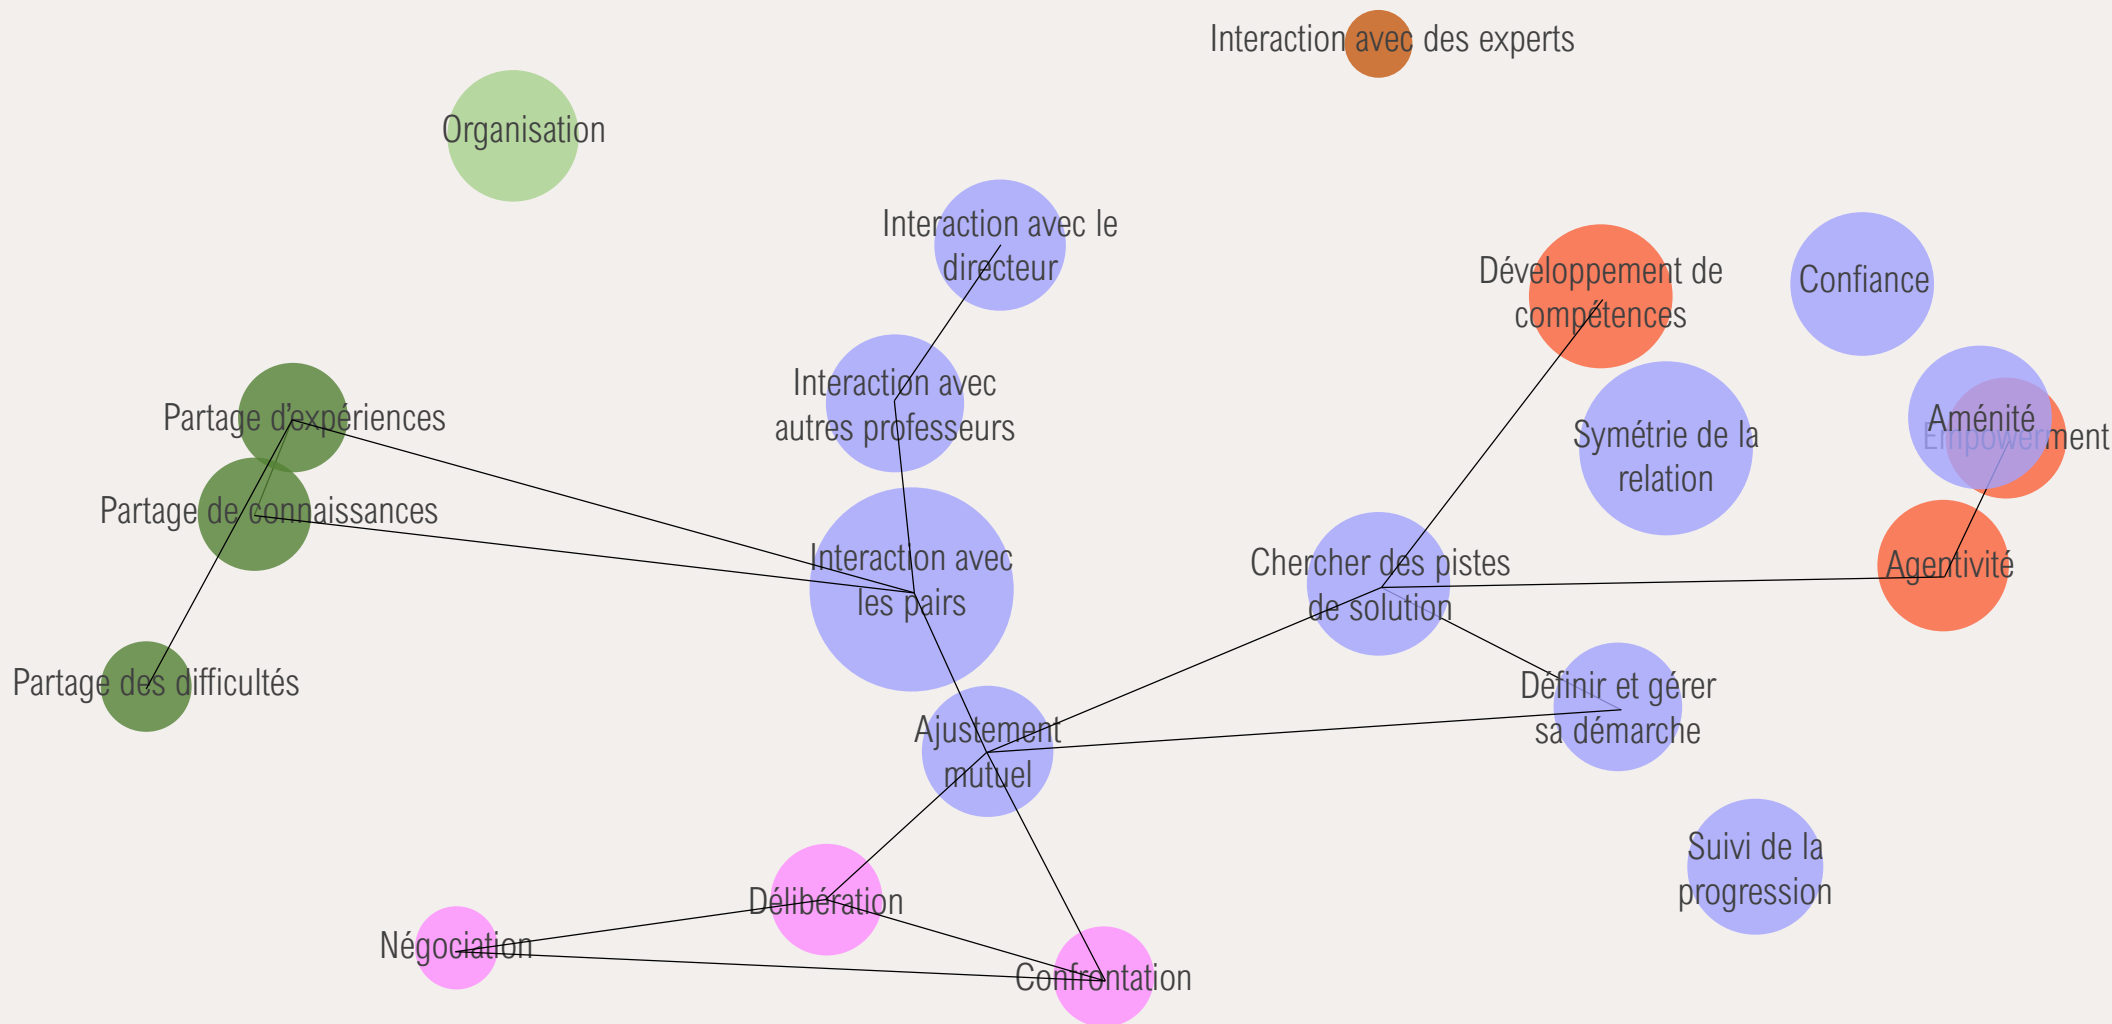 Interaction avec des experts
Organisation
Interaction avec le
directeur
Développement de
compétences
Confiance
Interaction avec
autres professeurs
Partage d’expériences
Aménité
Empowerment
Symétrie de la
relation
Partage de connaissances
Interaction avec
les pairs
Chercher des pistes
de solution
Agentivité
Partage des difficultés
Définir et gérer
sa démarche
Ajustement
mutuel
Suivi de la
progression
Délibération
Négociation
Confrontation